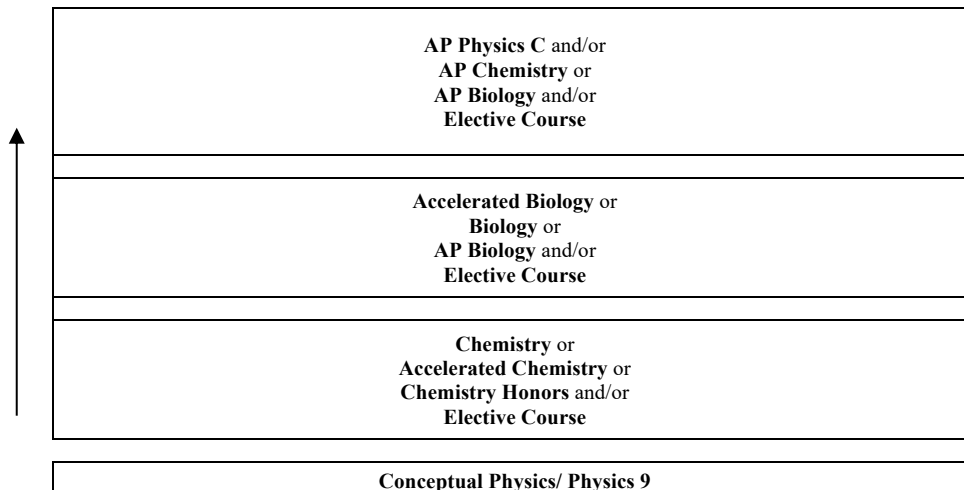 AP Physics C and/or
AP Chemistry or
AP Biology and/or
Elective Course
Accelerated Biology or
Biology or
AP Biology and/or
Elective Course
Chemistry or
Accelerated Chemistry or
Chemistry Honors and/or
Elective Course
Conceptual Physics/ Physics 9